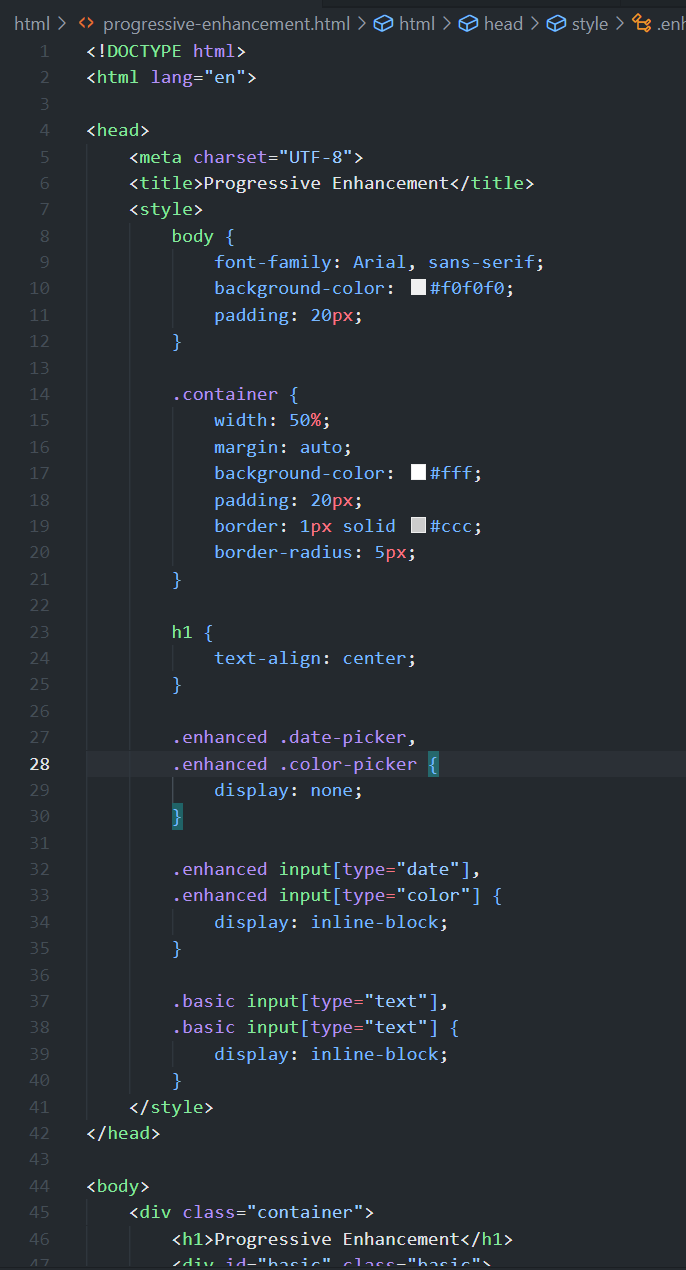 html > <> progressive-enhancement.html > html > head > style > .enh
1 <!DOCTYPE html>
2 <html lang="en">
3
4 <head>
5     <meta charset="UTF-8">
6     <title>Progressive Enhancement</title>
7     <style>
8         body {
9             font-family: Arial, sans-serif;
10             background-color: #f0f0f0;
11             padding: 20px;
12         }
13
14         .container {
15             width: 50%;
16             margin: auto;
17             background-color: #fff;
18             padding: 20px;
19             border: 1px solid #ccc;
20             border-radius: 5px;
21         }
22
23         h1 {
24             text-align: center;
25         }
26
27         .enhanced .date-picker,
28         .enhanced .color-picker {
29             display: none;
30         }
31
32         .enhanced input[type="date"],
33         .enhanced input[type="color"] {
34             display: inline-block;
35         }
36
37         .basic input[type="text"],
38         .basic input[type="text"] {
39             display: inline-block;
40         }
41     </style>
42 </head>
43
44 <body>
45     <div class="container">
46         <h1>Progressive Enhancement</h1>
47         <div id="basic" class="basic">